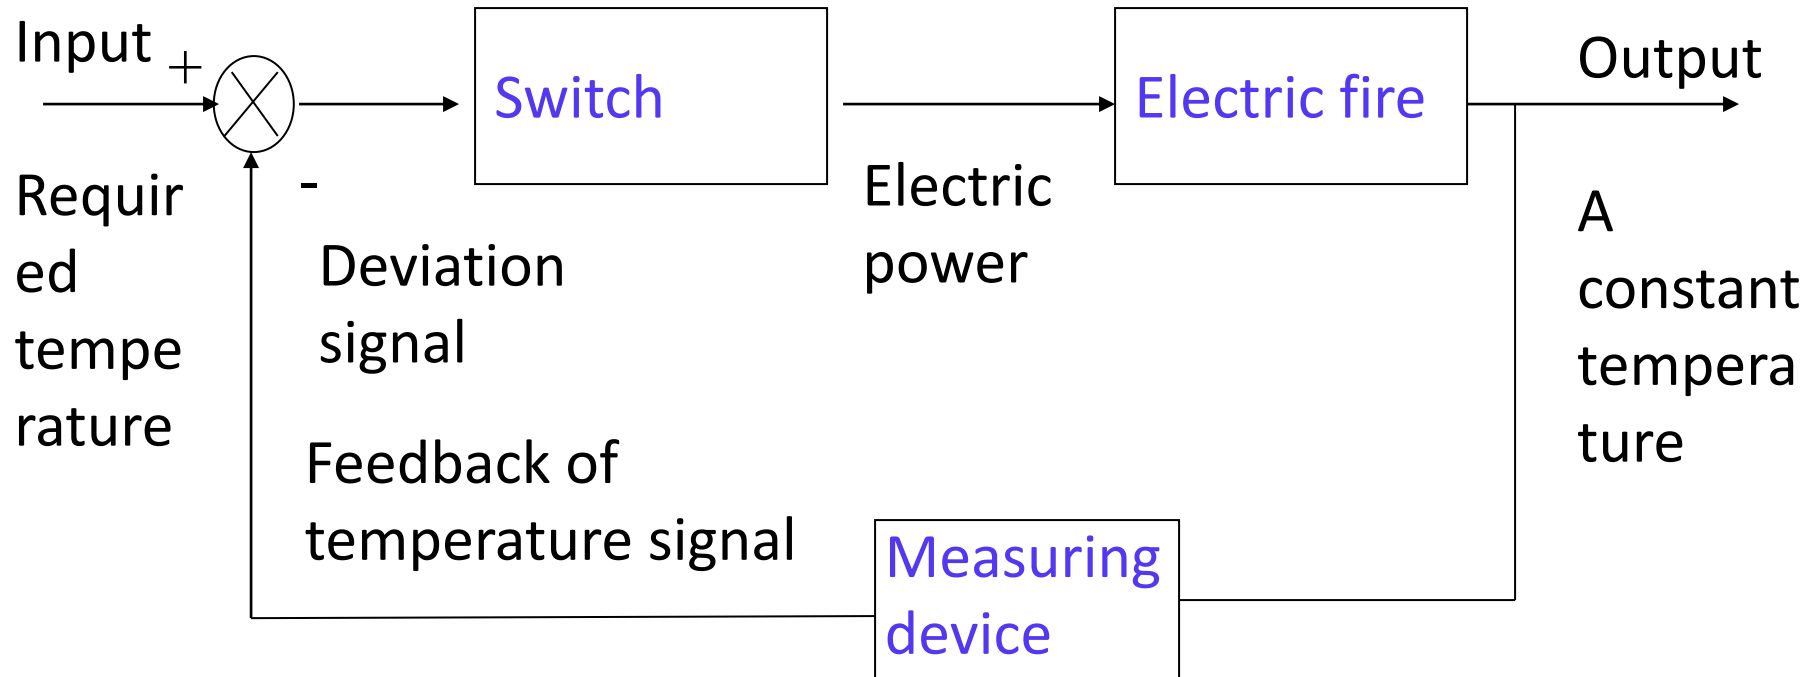 Input
+
Switch
Electric fire
Output
Requir
ed
tempe
rature
-
Deviation
signal
Electric
power
A
constant
tempera
ture
Feedback of
temperature signal
Measuring
device